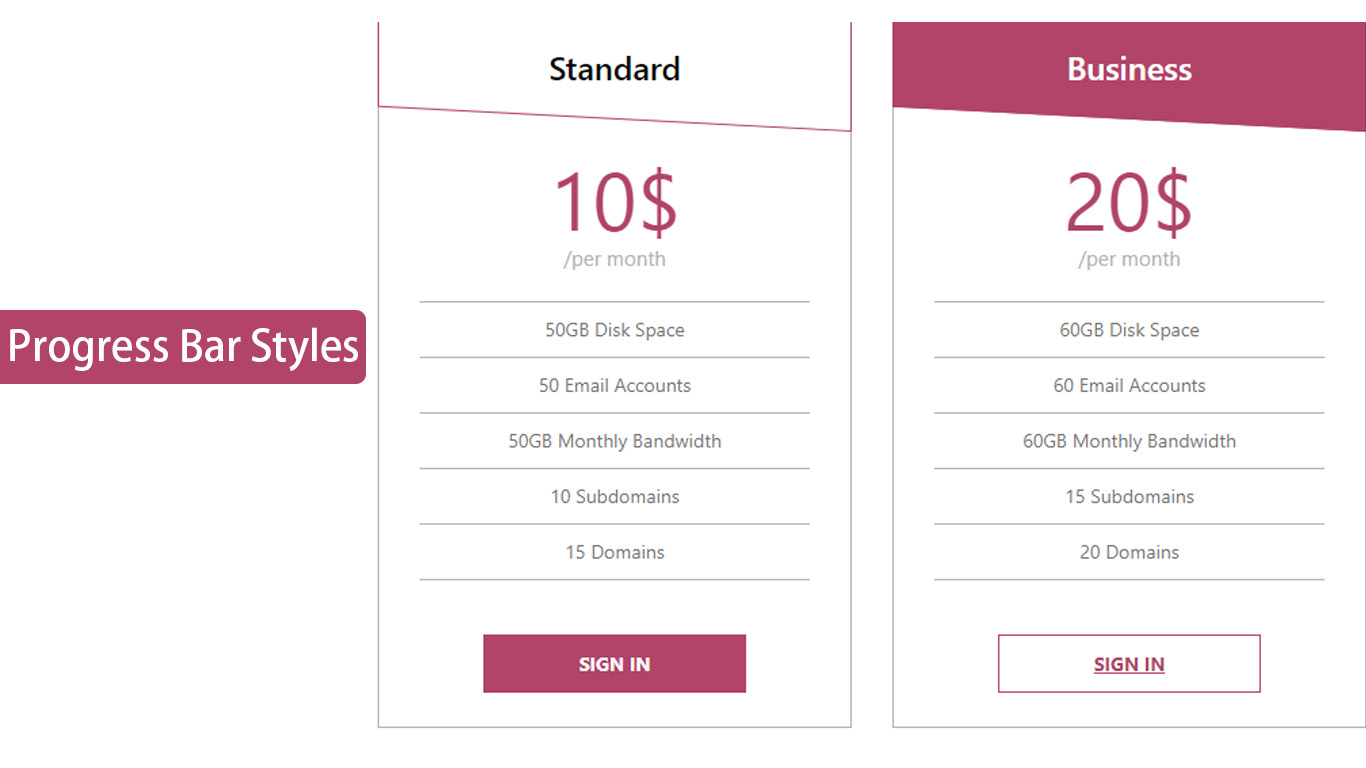 Progress Bar Styles
Standard
10$
/per month
50GB Disk Space
50 Email Accounts
50GB Monthly Bandwidth
10 Subdomains
15 Domains
SIGN IN
Business
20$
/per month
60GB Disk Space
60 Email Accounts
60GB Monthly Bandwidth
15 Subdomains
20 Domains
SIGN IN